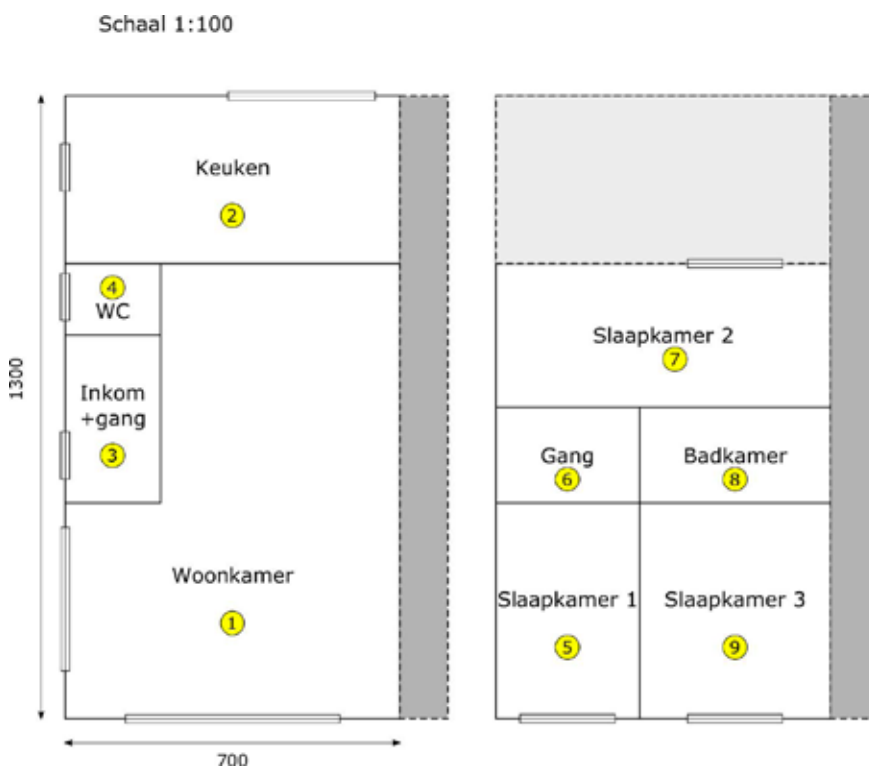 Schaal 1:100
Keuken
2
4
WC
Inkom
+gang
3
Woonkamer
1
1300
700
Slaapkamer 2
7
Gang
6
Badkamer
8
Slaapkamer 1
5
Slaapkamer 3
9